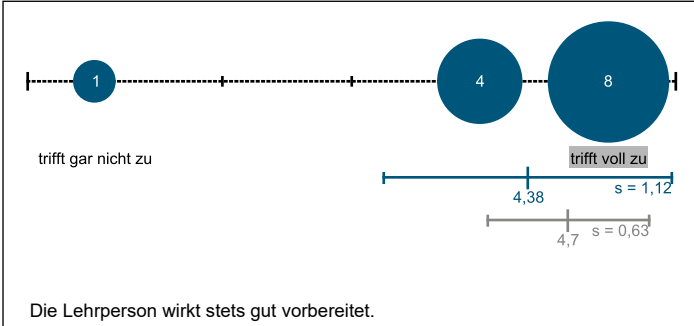 1 4 8
trifft gar nicht zu trifft voll zu
4,38 s = 1,12
4,7 s = 0,63
Die Lehrperson wirkt stets gut vorbereitet.